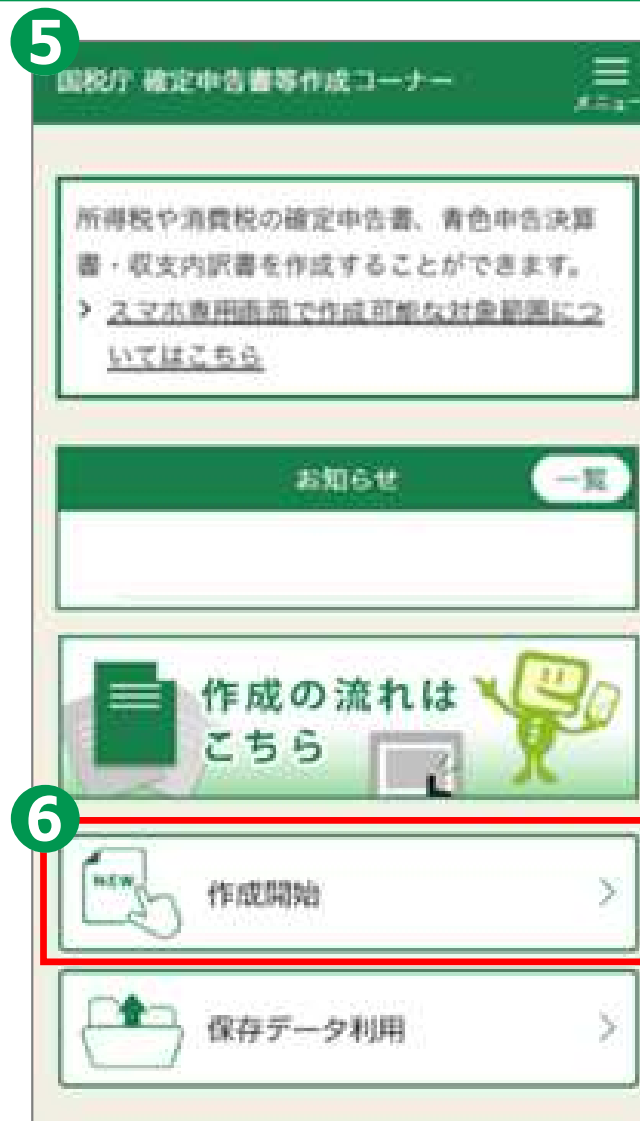 5
国税庁 確定申告書等作成コーナー
メニュー
所得税や消費税の確定申告書、青色申告決算
書・収支内訳書を作成することができます。
スマホ専用画面で作成可能な対象範囲につ
いてはこちら
お知らせ 一覧
作成の流れは
こちら
6
NEW
作成開始
保存データ利用